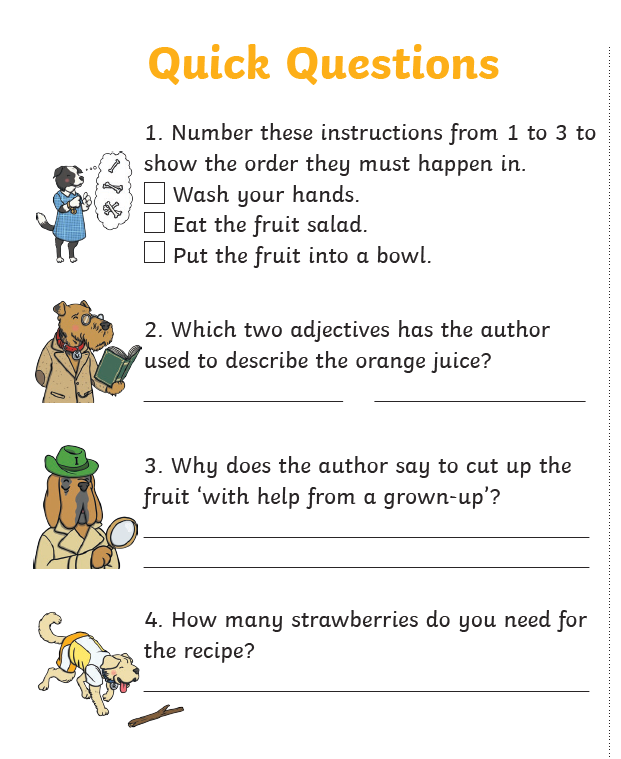 Quick Questions
1. Number these instructions from 1 to 3 to
show the order they must happen in.
Wash your hands.
Eat the fruit salad.
Put the fruit into a bowl.
2. Which two adjectives has the author
used to describe the orange juice?
3. Why does the author say to cut up the
fruit ‘with help from a grown-up’?
4. How many strawberries do you need for
the recipe?